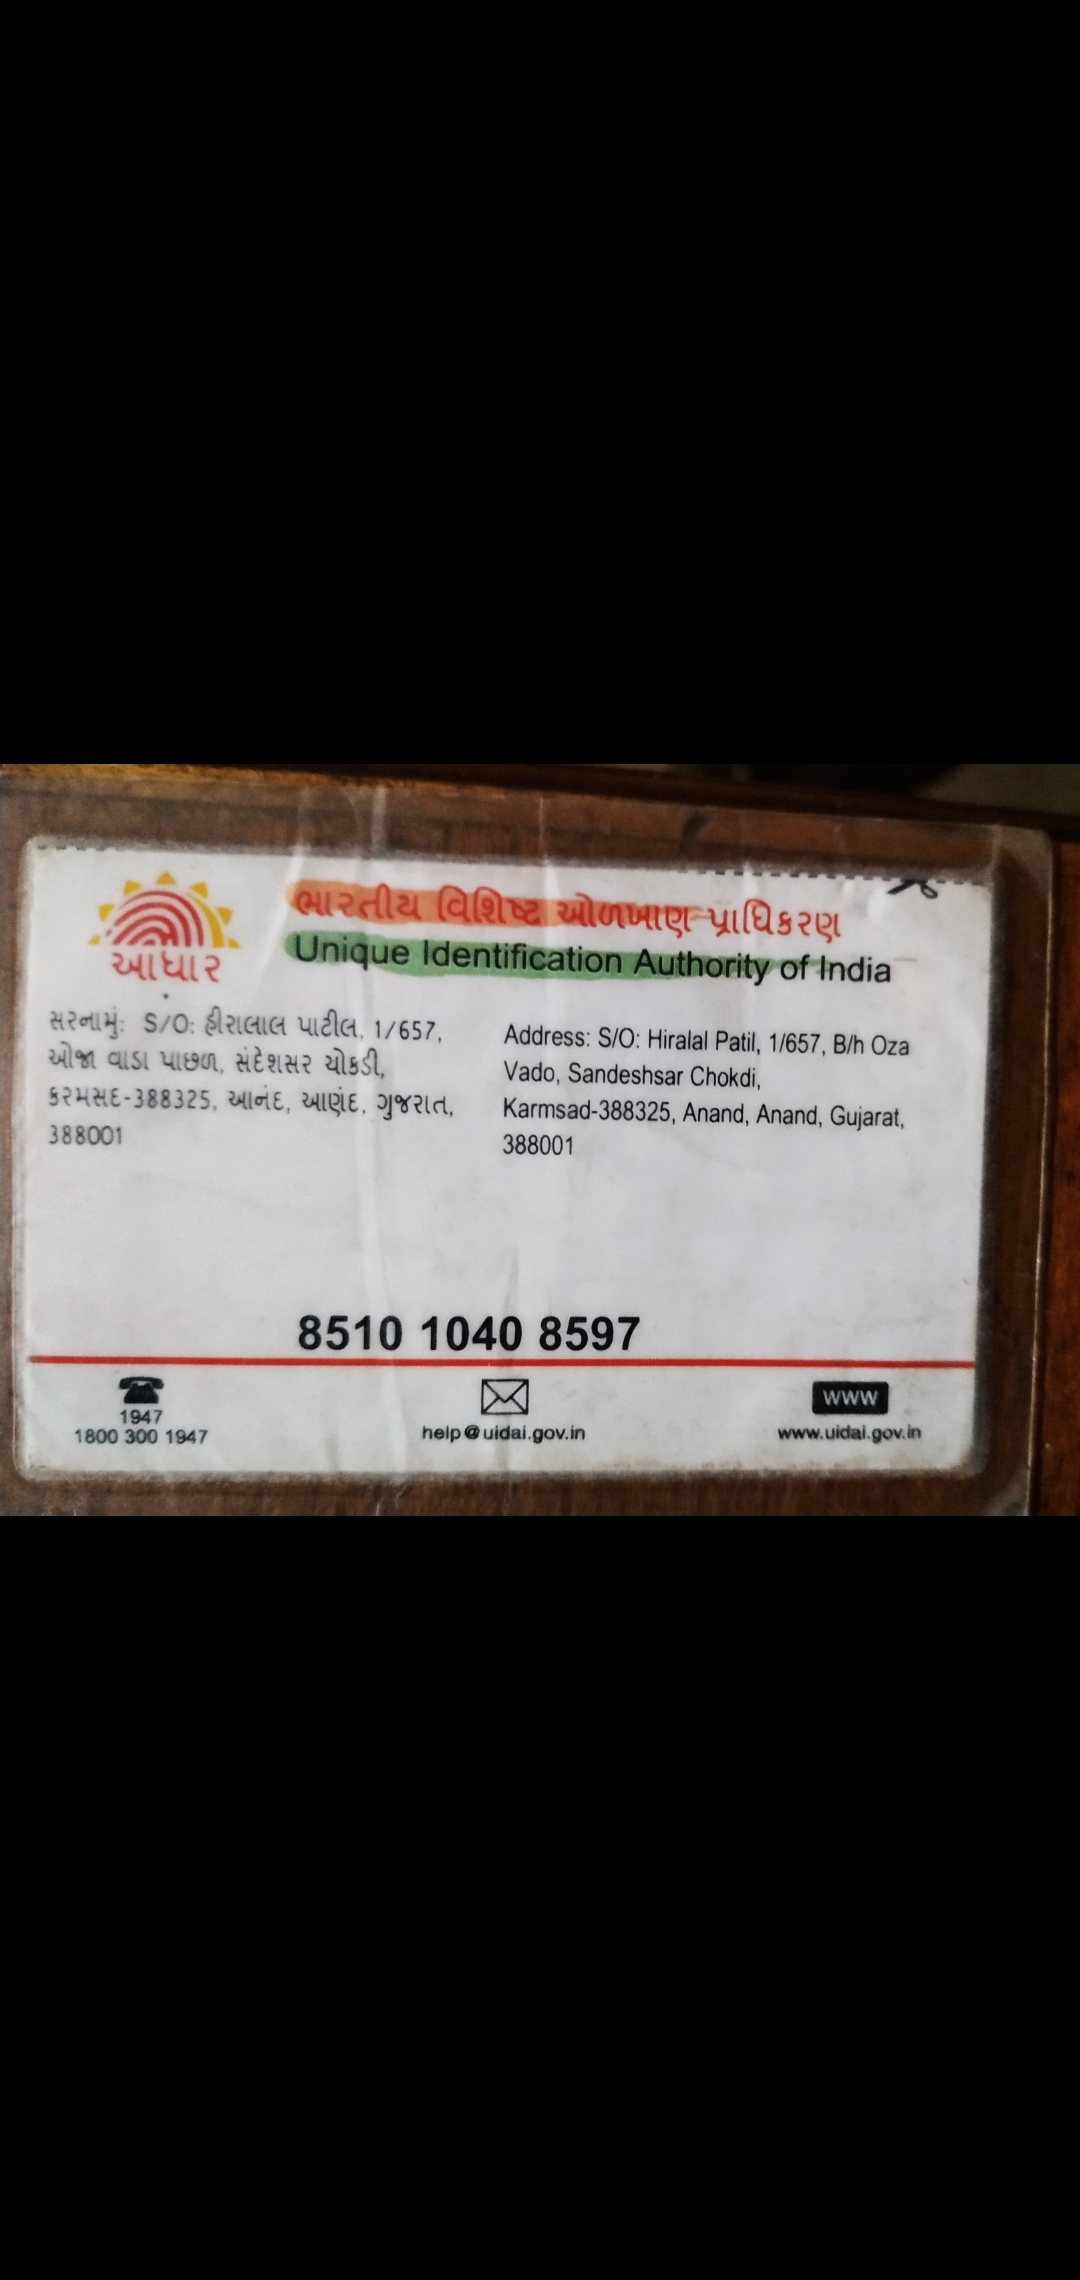 આધાર
ભારતીય વિશિષ્ટ ઓળખાણ પ્રાધિકરણ
Unique Identification Authority of India
સરનામું: S/O: હીરાલાલ પાટીલ, 1/657,
ઓજા વાડા પાછળ, સંદેશસર ચોકડી,
કરમસદ-388325, આનંદ, આણંદ, ગુજરાત,
388001
Address: S/O: Hiralal Patil, 1/657, B/h Oza
Vado, Sandeshsar Chokdi,
Karmsad-388325, Anand, Anand, Gujarat,
388001
8510 1040 8597
1947
1800 300 1947
help@uidai.gov.in
www
www.uidai.gov.in